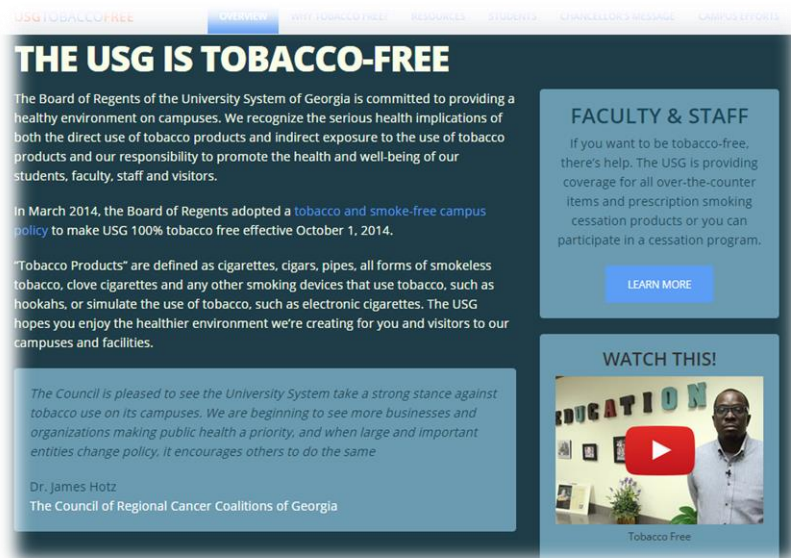 USGTOBACCOFREE
OVERVIEW
WHY TOBACCO FREE?
RESOURCES
STUDENTS
CHANCELLOR'S MESSAGE
CAMPUS EFFORTS
THE USG IS TOBACCO-FREE
The Board of Regents of the University System of Georgia is committed to providing a
healthy environment on campuses. We recognize the serious health implications of
both the direct use of tobacco products and indirect exposure to the use of tobacco
products and our responsibility to promote the health and well-being of our
students, faculty, staff and visitors.
In March 2014, the Board of Regents adopted a tobacco and smoke-free campus
policy to make USG 100% tobacco free effective October 1, 2014.
"Tobacco Products" are defined as cigarettes, cigars, pipes, all forms of smokeless
tobacco, clove cigarettes and any other smoking devices that use tobacco, such as
hookahs, or simulate the use of tobacco, such as electronic cigarettes. The USG
hopes you enjoy the healthier environment we're creating for you and visitors to our
campuses and facilities.
The Council is pleased to see the University System take a strong stance against
tobacco use on its campuses. We are beginning to see more businesses and
organizations making public health a priority, and when large and important
entities change policy, it encourages others to do the same
Dr. James Hotz
The Council of Regional Cancer Coalitions of Georgia
FACULTY & STAFF
If you want to be tobacco-free,
there's help. The USG is providing
coverage for all over-the-counter
items and prescription smoking
cessation products or you can
participate in a cessation program.
LEARN MORE
WATCH THIS!
EDUCATION
Tobacco Free